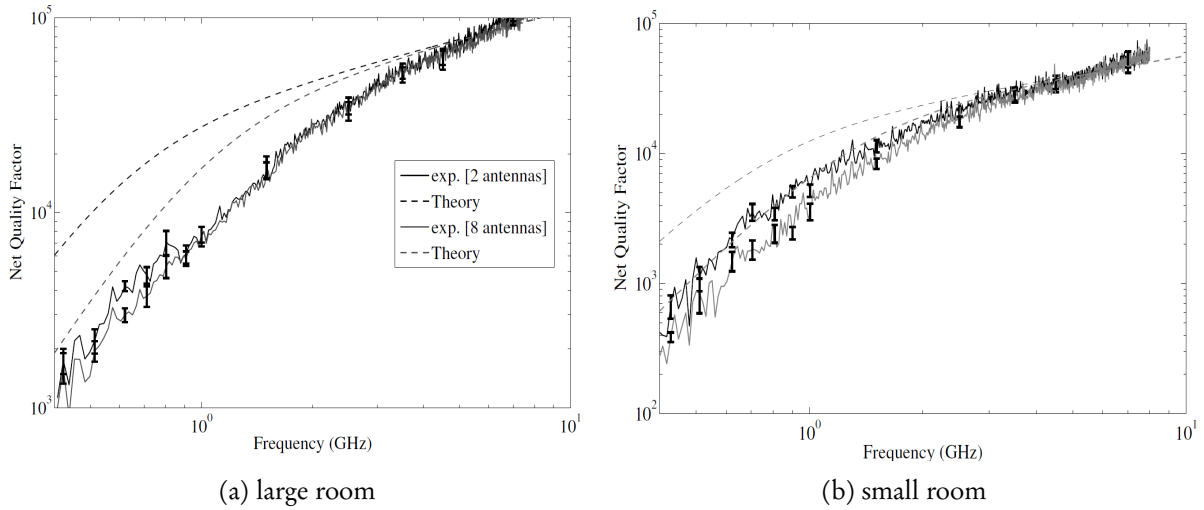 10^5
10^4
10^3
Net Quality Factor
exp. [2 antennas]
Theory
exp. [8 antennas]
Theory
10^0
10^1
Frequency (GHz)
(a) large room
10^5
10^4
10^3
10^2
Net Quality Factor
10^0
10^1
Frequency (GHz)
(b) small room